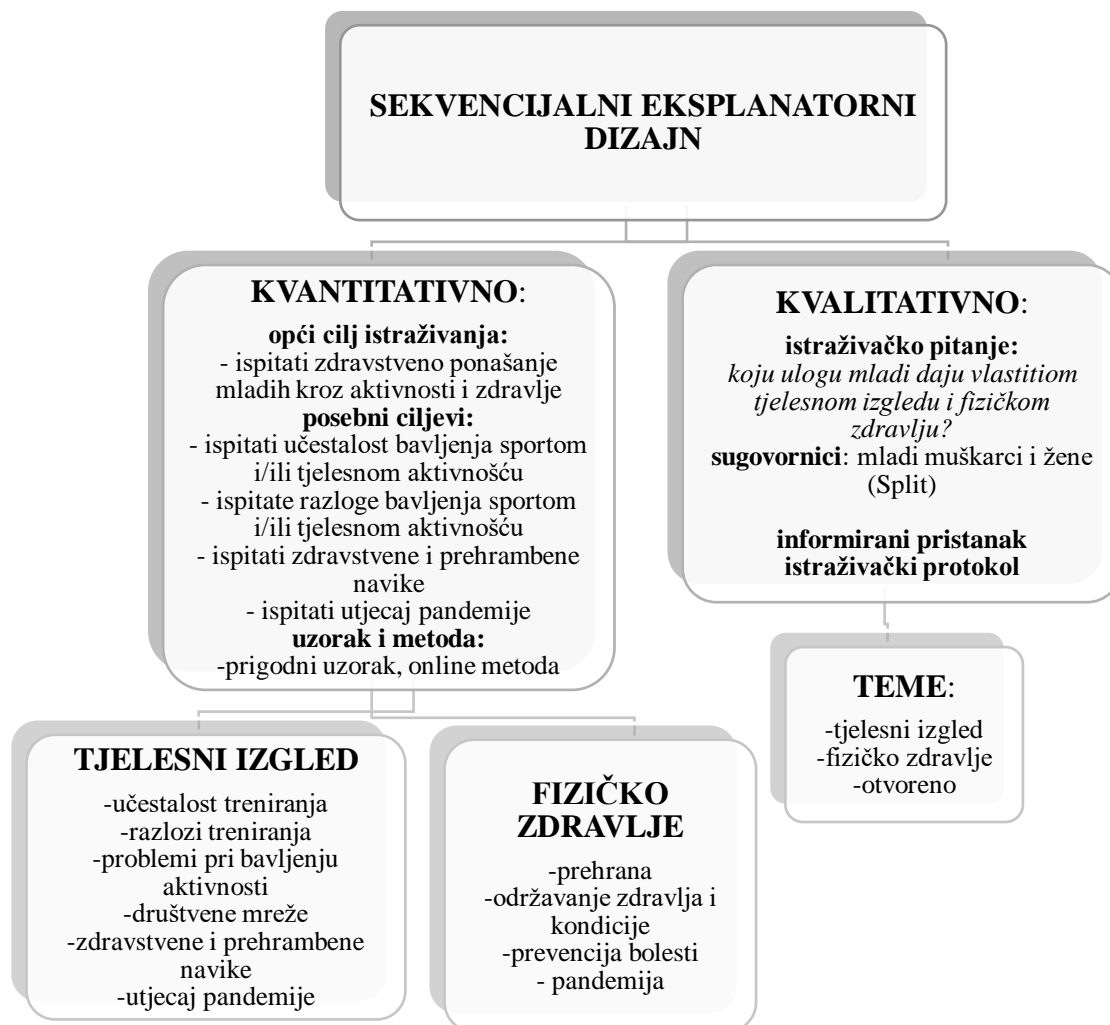 SEKVENCIJALNI EKSPLANATORNI
DIZAJN
KVANTITATIVNO:
opći cilj istraživanja:
- ispitati zdravstveno ponašanje
mladih kroz aktivnosti i zdravlje
posebni ciljevi:
- ispitati učestalost bavljenja sportom
i/ili tjelesnom aktivnošću
- ispitate razloge bavljenja sportom
i/ili tjelesnom aktivnošću
- ispitati zdravstvene i prehrambene
navike
- ispitati utjecaj pandemije
uzorak i metoda:
-prigodni uzorak, online metoda
KVALITATIVNO:
istraživačko pitanje:
koju ulogu mladi daju vlastitiom
tjelesnom izgledu i fizičkom
zdravlju?
sugovornici: mladi muškarci i žene
(Split)
informirani pristanak
istraživački protokol
TJELESNI IZGLED
-učestalost treniranja
-razlozi treniranja
-problemi pri bavljenju
aktivnosti
-društvene mreže
-zdravstvene i prehrambene
navike
-utjecaj pandemije
FIZIČKO
ZDRAVLJE
-prehrana
-održavanje zdravlja i
kondicije
-prevencija bolesti
- pandemija
TEME:
-tjelesni izgled
-fizičko zdravlje
-otvoreno